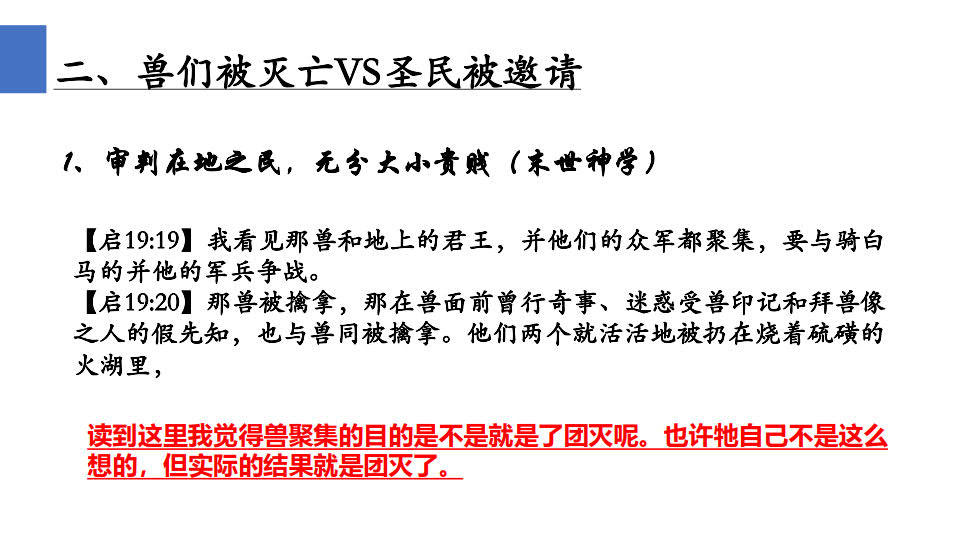 二、兽们被灭亡VS圣民被邀请
1、审判在地之民，无分大小贵贱（末世神学）
【启19:19】我看见那兽和地上的君王，并他们的众军都聚集，要与骑白
马的并他的军兵争战。
【启19:20】那兽被擒拿，那在兽面前曾行奇事、迷惑受兽印记和拜兽像
之人的假先知，也与兽同被擒拿。他们两个就活活地被扔在烧着硫磺的
火湖里，
读到这里我觉得兽聚集的目的是不是就是了团灭呢。也许牠自己不是这么
想的，但实际的结果就是团灭了。